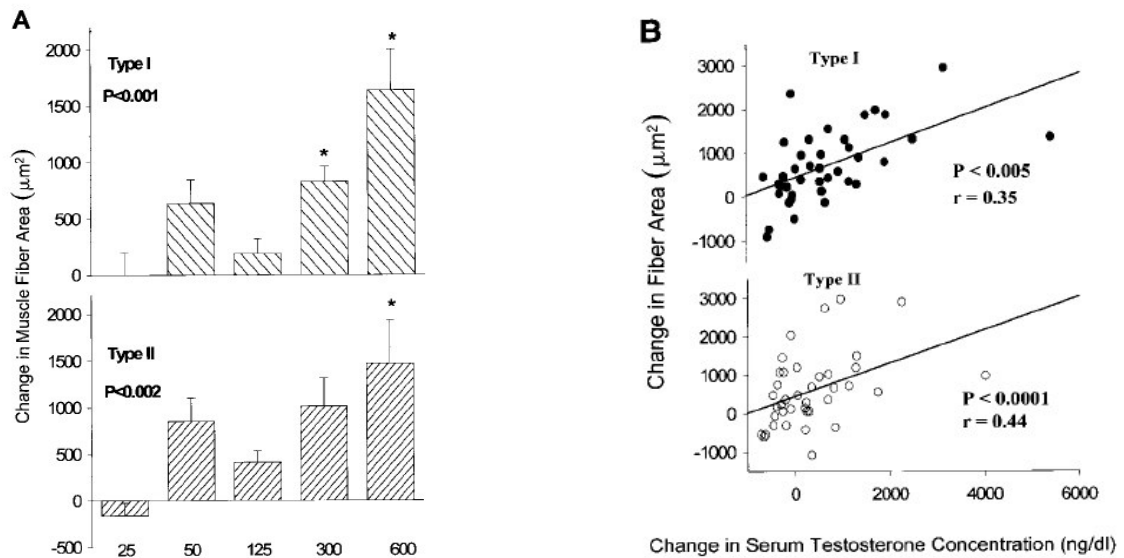 A
Change in Muscle Fiber Area (μm²)
2000
Type I
*
1500
P<0.001
*
1000
500
0
2000
Type II
*
1500
P<0.002
1000
500
0
-500
25 50 125 300 600
B
Change in Fiber Area (μm²)
Type I
3000
2000
1000
P < 0.005
0
r = 0.35
-1000
Type II
3000
2000
1000
P < 0.0001
0
r = 0.44
-1000
0 2000 4000 6000
Change in Serum Testosterone Concentration (ng/dl)